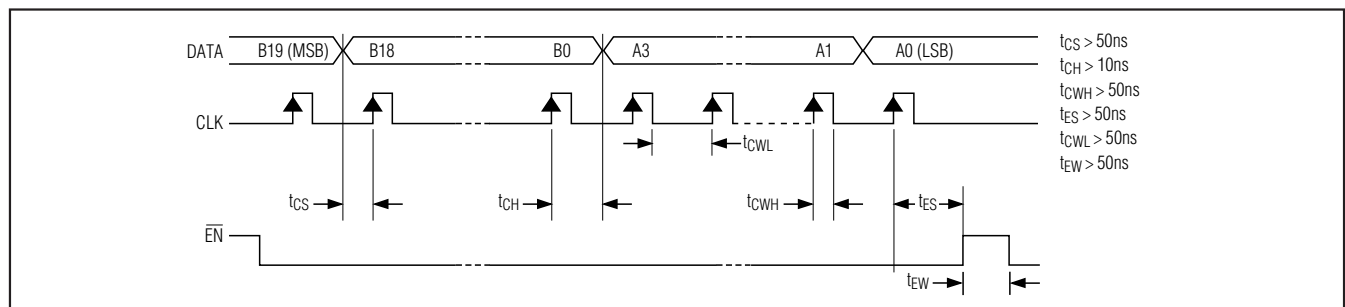 DATA B19 (MSB) B18 B0 A3 A1 A0 (LSB)
CLK
tCWL
tCS tCH tCWH tES
EN
tEW
tCS > 50ns
tCH > 10ns
tCWH > 50ns
tES > 50ns
tCWL > 50ns
tEW > 50ns